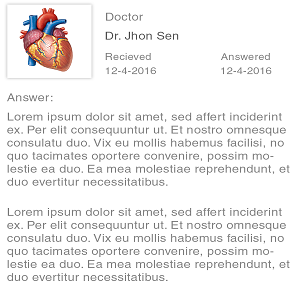 Doctor
Dr. Jhon Sen
Recieved Answered
12-4-2016 12-4-2016
Answer:
Lorem ipsum dolor sit amet, sed affert inciderint
ex. Per elit consequuntur ut. Et nostro omnesque
consulatu duo. Vix eu mollis habemus facilisi, no
quo tacimates oportere convenire, possim mo-
lestie ea duo. Ea mea molestiae reprehendunt, et
duo evertitur necessitatibus.
Lorem ipsum dolor sit amet, sed affert inciderint
ex. Per elit consequuntur ut. Et nostro omnesque
consulatu duo. Vix eu mollis habemus facilisi, no
quo tacimates oportere convenire, possim mo-
lestie ea duo. Ea mea molestiae reprehendunt, et
duo evertitur necessitatibus.